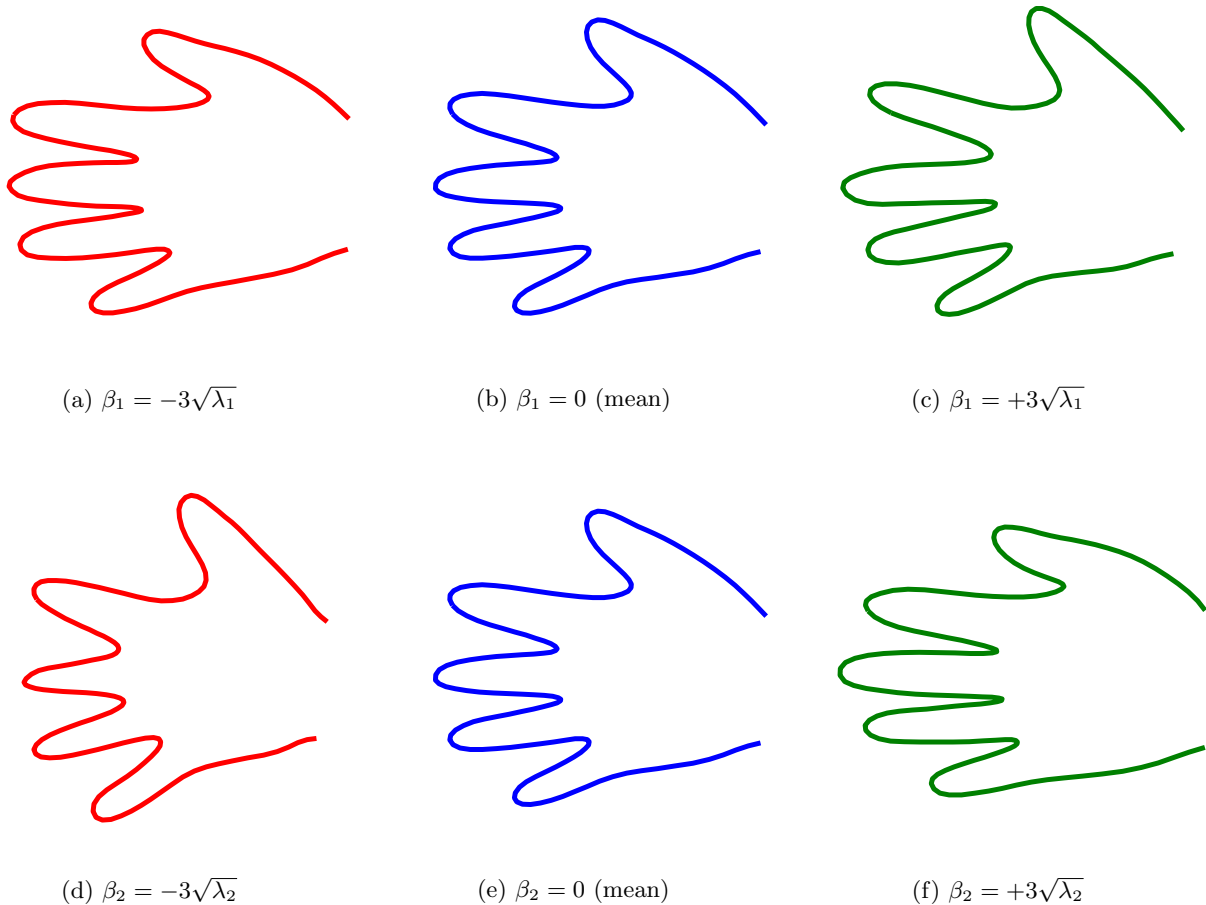 (a) β₁ = −3√λ₁
(b) β₁ = 0 (mean)
(c) β₁ = +3√λ₁
(d) β₂ = −3√λ₂
(e) β₂ = 0 (mean)
(f) β₂ = +3√λ₂